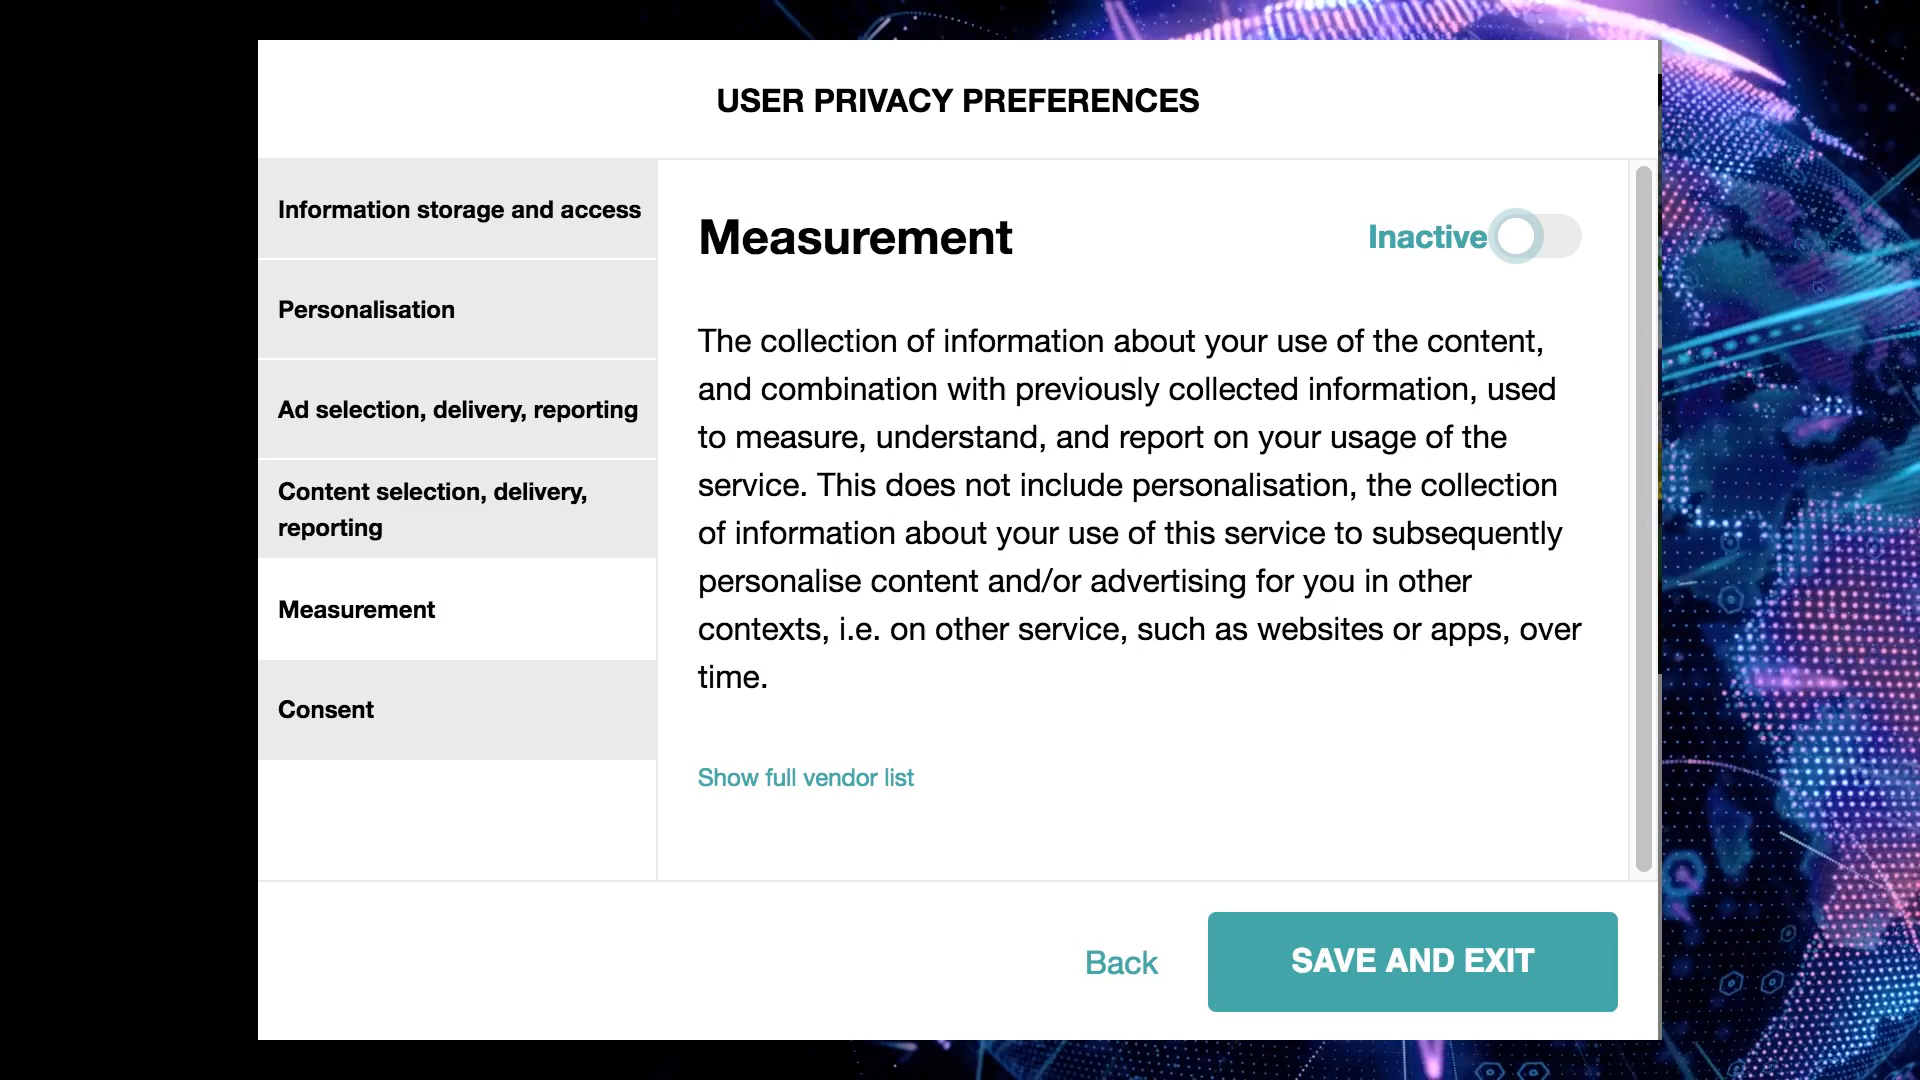 USER PRIVACY PREFERENCES
Information storage and access
Personalisation
Ad selection, delivery, reporting
Content selection, delivery,
reporting
Measurement
Consent
Measurement
Inactive
The collection of information about your use of the content,
and combination with previously collected information, used
to measure, understand, and report on your usage of the
service. This does not include personalisation, the collection
of information about your use of this service to subsequently
personalise content and/or advertising for you in other
contexts, i.e. on other service, such as websites or apps, over
time.
Show full vendor list
Back
SAVE AND EXIT